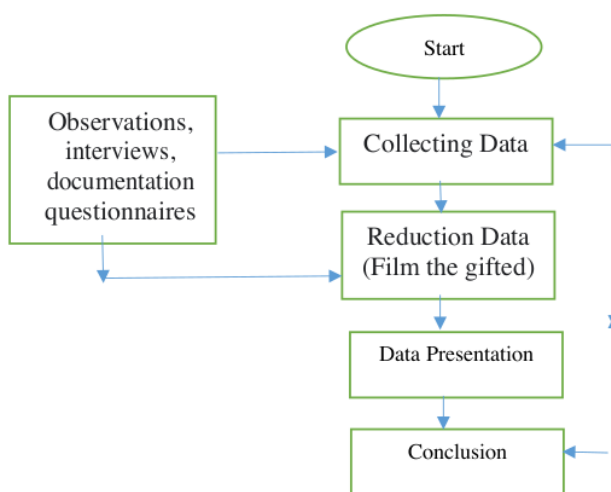 Start
Observations,
interviews,
documentation
questionnaires
Collecting Data
Reduction Data
(Film the gifted)
Data Presentation
Conclusion